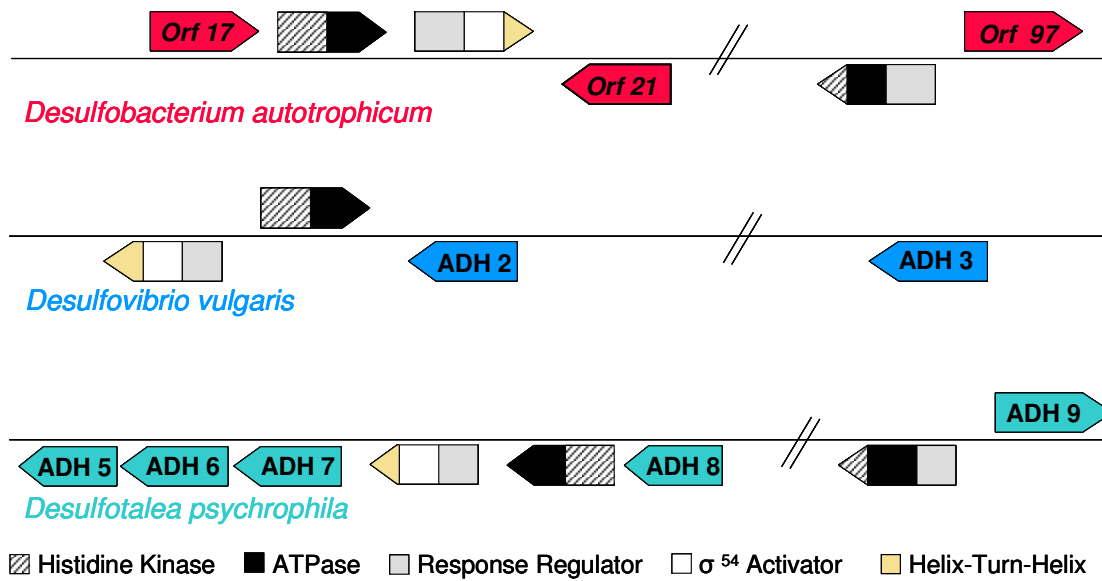 Orf 17
Orf 97
Orf 21
Desulfobacterium autotrophicum
ADH 2
ADH 3
Desulfovibrio vulgaris
ADH 9
ADH 5 ADH 6 ADH 7 ADH 8
Desulfotalea psychrophila
Histidine Kinase ATPase Response Regulator σ 54 Activator Helix-Turn-Helix